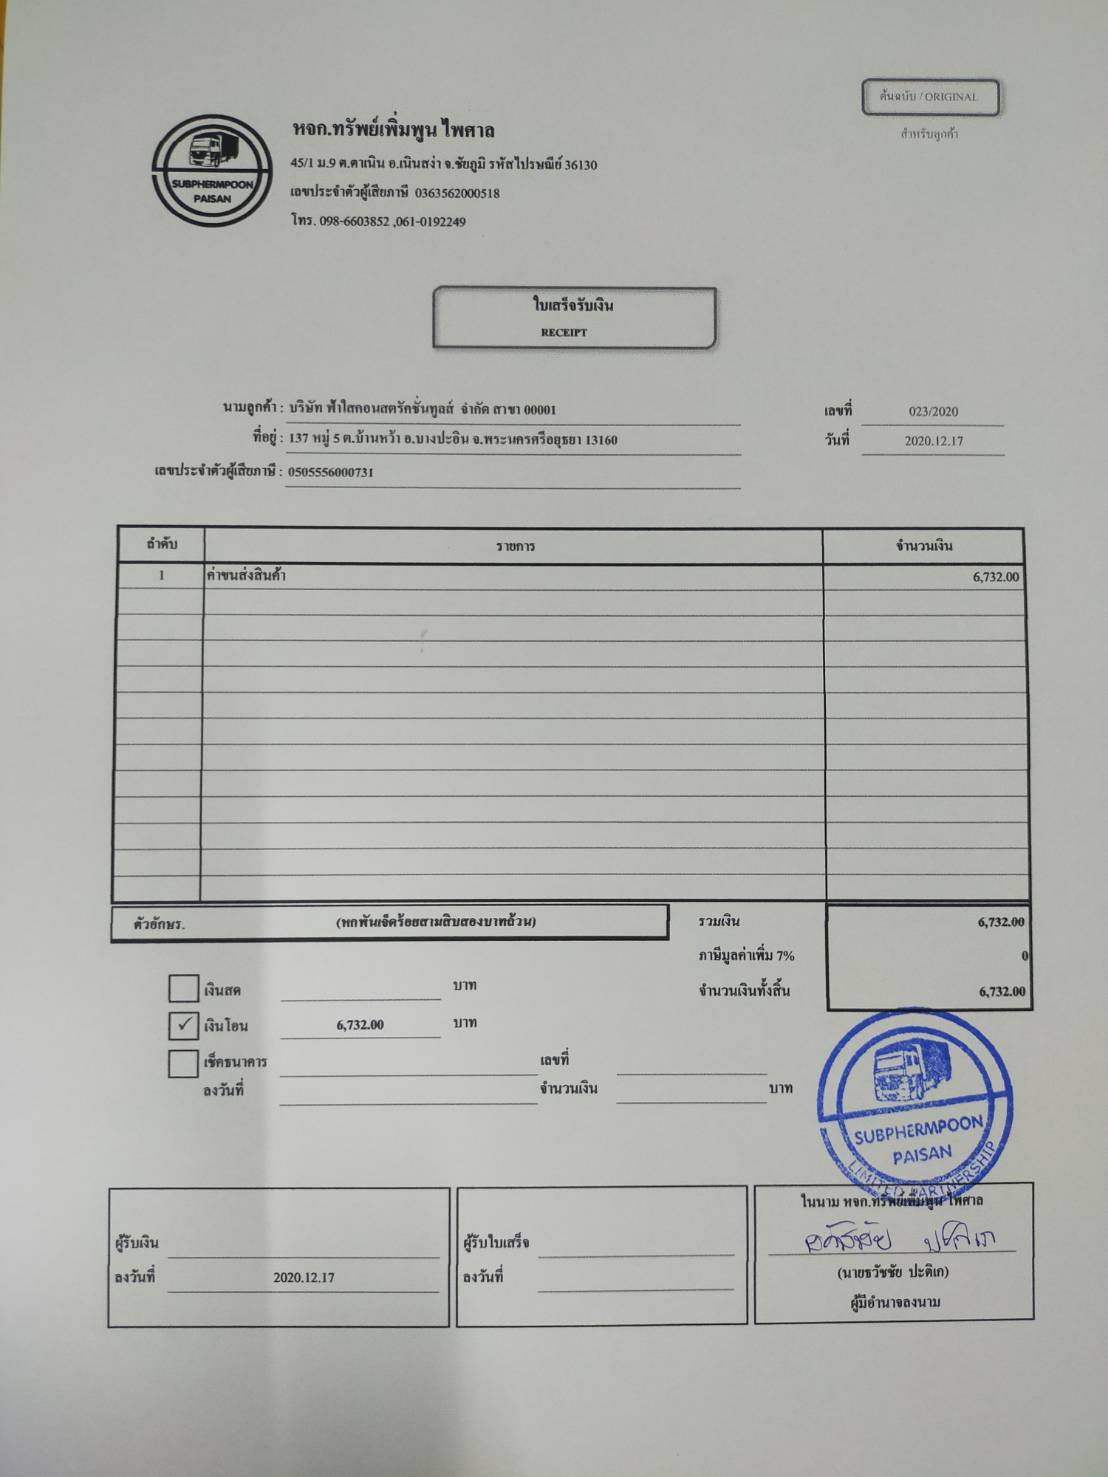 ต้นฉบับ / ORIGINAL
สำหรับลูกค้า
SUBPHERMPOON
PAISAN
หจก.ทรัพย์เพิ่มพูน ไพศาล
45/1 ม.9 ต.ตาเนิน อ.เนินสง่า จ.ชัยภูมิ รหัสไปรษณีย์ 36130
เลขประจำตัวผู้เสียภาษี 0363562000518
โทร. 098-6603852 ,061-0192249
ใบเสร็จรับเงิน
RECEIPT
นามลูกค้า : บริษัท ฟ้าใสคอนสตรัคชั่นทูลส์ จำกัด สาขา 00001 เลขที่ 023/2020
ที่อยู่ : 137 หมู่ 5 ต.บ้านหว้า อ.บางปะอิน จ.พระนครศรีอยุธยา 13160 วันที่ 2020.12.17
เลขประจำตัวผู้เสียภาษี : 0505556000731
ลำดับ รายการ จำนวนเงิน
1 ค่าขนส่งสินค้า 6,732.00
ตัวอักษร. (หกพันเจ็ดร้อยสามสิบสองบาทถ้วน) รวมเงิน 6,732.00
ภาษีมูลค่าเพิ่ม 7% 0
เงินสด บาท จำนวนเงินทั้งสิ้น 6,732.00
✓ เงินโอน 6,732.00 บาท
เช็คธนาคาร เลขที่
ลงวันที่ จำนวนเงิน บาท
SUBPHERMPOON
PAISAN
LIMITED PARTNERSHIP
ในนาม หจก.ทรัพย์เพิ่มพูน ไพศาล
ผู้รับเงิน ผู้รับใบเสร็จ
ลงวันที่ 2020.12.17 ลงวันที่ (นายธวัชชัย ปะติเก)
ผู้มีอำนาจลงนาม